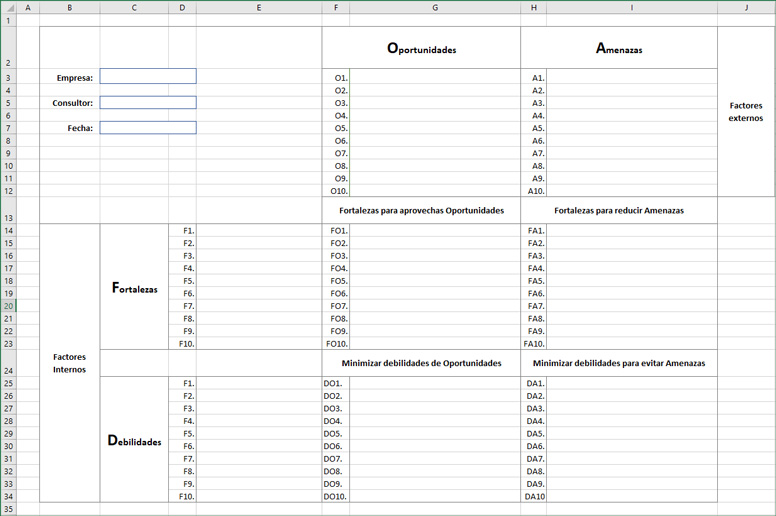 A B C D E F G H I J
1
2 Oportunidades Amenazas
3 Empresa: O1. A1.
4 O2. A2.
5 Consultor: O3. A3.
6 O4. A4.
7 Fecha: O5. A5.
8 O6. A6.
9 O7. A7.
10 O8. A8.
11 O9. A9.
12 O10. A10.
Factores
externos
13 Fortalezas para aprovechas Oportunidades Fortalezas para reducir Amenazas
14 F1. FO1. FA1.
15 F2. FO2. FA2.
16 F3. FO3. FA3.
17 F4. FO4. FA4.
18 F5. FO5. FA5.
19 F6. FO6. FA6.
20 F7. FO7. FA7.
21 F8. FO8. FA8.
22 F9. FO9. FA9.
23 F10. FO10. FA10.
Fortalezas
Factores
Internos
24 Minimizar debilidades de Oportunidades Minimizar debilidades para evitar Amenazas
25 F1. DO1. DA1.
26 F2. DO2. DA2.
27 F3. DO3. DA3.
28 F4. DO4. DA4.
29 F5. DO5. DA5.
30 F6. DO6. DA6.
31 F7. DO7. DA7.
32 F8. DO8. DA8.
33 F9. DO9. DA9.
34 F10. DO10. DA10
Debilidades
35